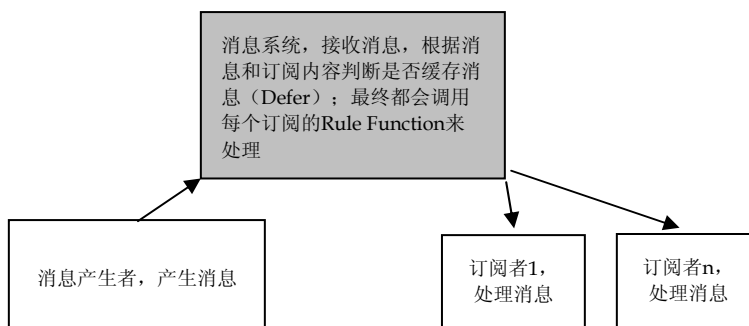 消息系统，接收消息，根据消
息和订阅内容判断是否缓存消
息（Defer）；最终都会调用
每个订阅的Rule Function来
处理
消息产生者，产生消息
订阅者1，
处理消息
订阅者n，
处理消息